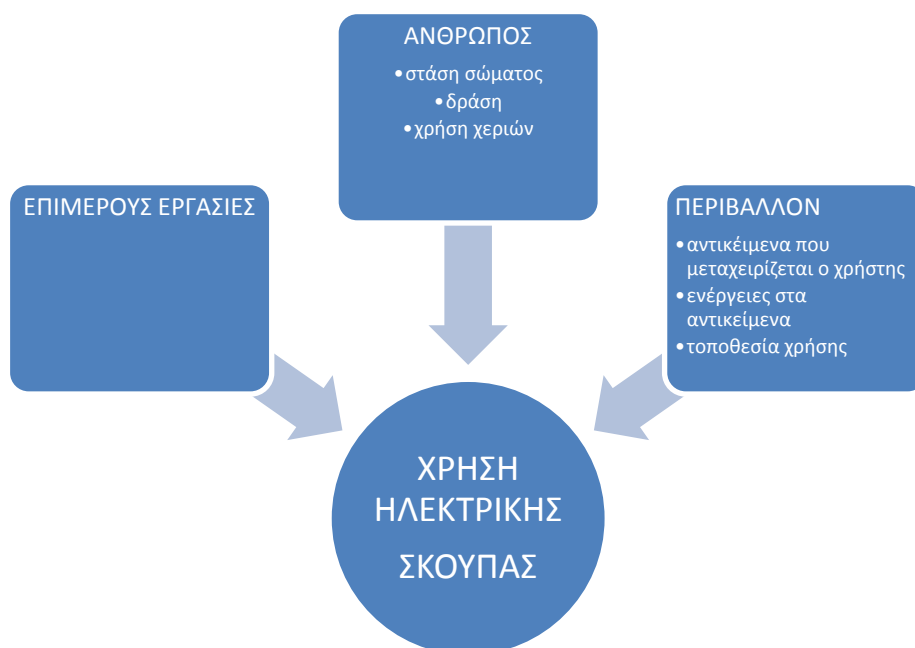 ΑΝΘΡΩΠΟΣ
• στάση σώματος
• δράση
• χρήση χεριών
ΕΠΙΜΕΡΟΥΣ ΕΡΓΑΣΙΕΣ
ΠΕΡΙΒΑΛΛΟΝ
• αντικέιμενα που
μεταχειρίζεται ο χρήστης
• ενέργειες στα
αντικείμενα
• τοποθεσία χρήσης
ΧΡΗΣΗ
ΗΛΕΚΤΡΙΚΗΣ
ΣΚΟΥΠΑΣ